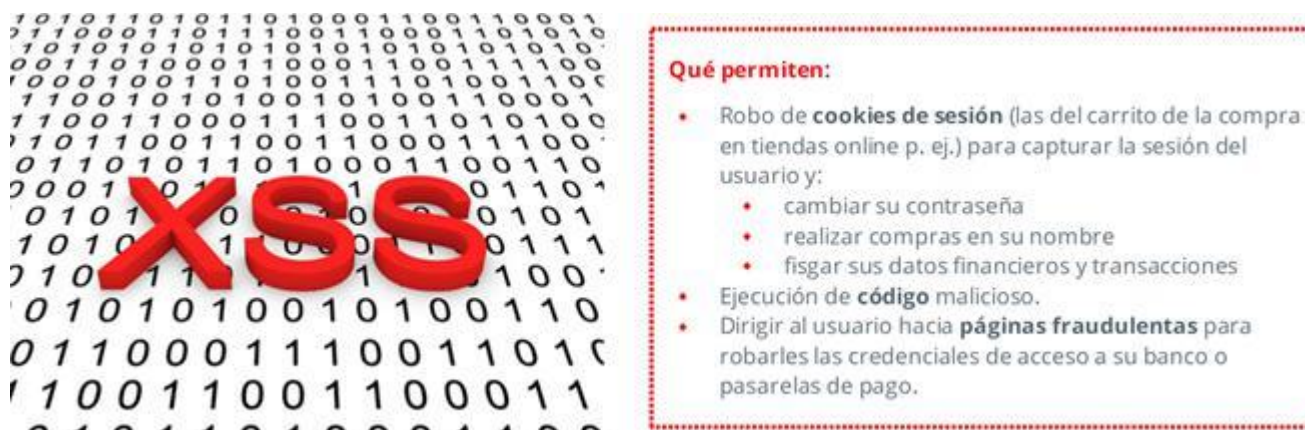 XSS
Qué permiten:
• Robo de cookies de sesión (las del carrito de la compra
en tiendas online p. ej.) para capturar la sesión del
usuario y:
• cambiar su contraseña
• realizar compras en su nombre
• fisgar sus datos financieros y transacciones
• Ejecución de código malicioso.
• Dirigir al usuario hacia páginas fraudulentas para
robarles las credenciales de acceso a su banco o
pasarelas de pago.